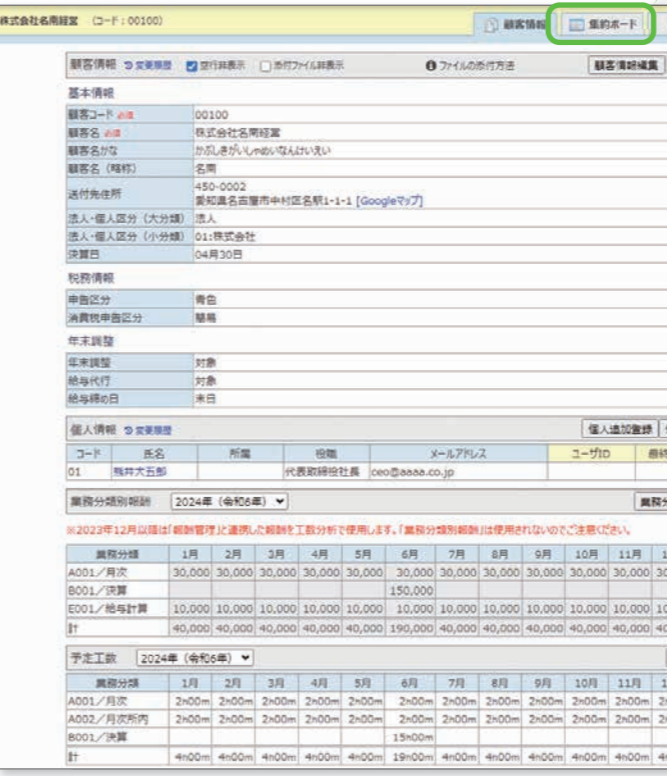 株式会社名南経営 (コード:00100)
顧客情報 集約ボード
顧客情報 変更履歴 空行非表示 添付ファイル非表示 ファイルの添付方法 顧客情報編集
基本情報
顧客コード 必須 00100
顧客名 必須 株式会社名南経営
顧客名かな かぶしきがいしゃめいなんけいえい
顧客名(略称) 名南
送付先住所 450-0002
愛知県名古屋市中村区名駅1-1-1 [Googleマップ]
法人・個人区分(大分類) 法人
法人・個人区分(小分類) 01:株式会社
決算日 04月30日
税務情報
申告区分 青色
消費税申告区分 簡易
年末調整
年末調整 対象
給与代行 対象
給与締め日 末日
個人情報 変更履歴 個人追加登録
コード 氏名 所属 役職 メールアドレス ユーザID 最終
01 熊井大五郎 代表取締役社長 ceo@aaaa.co.jp
業務分類別報酬 2024年(令和6年) 業務分
※2023年12月以降は「報酬管理」と連携した報酬を工数分析で使用します。「業務分類別報酬」は使用されないのでご注意ください。
業務分類 1月 2月 3月 4月 5月 6月 7月 8月 9月 10月 11月 1
A001/月次 30,000 30,000 30,000 30,000 30,000 30,000 30,000 30,000 30,000 30,000 30,000 30
B001/決算 150,000
E001/給与計算 10,000 10,000 10,000 10,000 10,000 10,000 10,000 10,000 10,000 10,000 10,000 10
計 40,000 40,000 40,000 40,000 40,000 190,000 40,000 40,000 40,000 40,000 40,000 40
予定工数 2024年(令和6年)
業務分類 1月 2月 3月 4月 5月 6月 7月 8月 9月 10月 11月 1
A001/月次 2h00m 2h00m 2h00m 2h00m 2h00m 2h00m 2h00m 2h00m 2h00m 2h00m 2h00m 2
A002/月次所内 2h00m 2h00m 2h00m 2h00m 2h00m 2h00m 2h00m 2h00m 2h00m 2h00m 2h00m 2
B001/決算 15h00m
計 4h00m 4h00m 4h00m 4h00m 4h00m 19h00m 4h00m 4h00m 4h00m 4h00m 4h00m 4